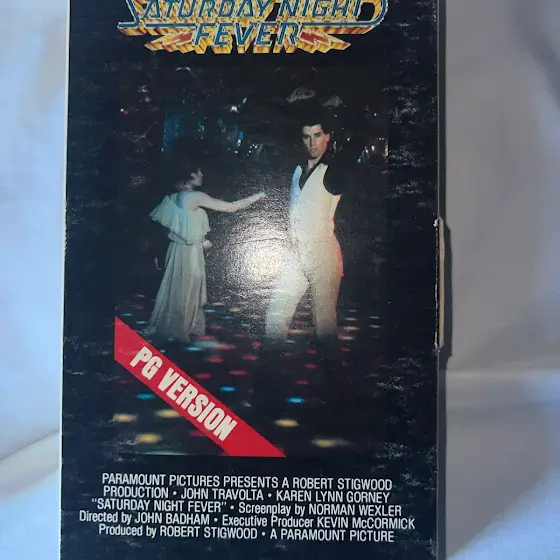 SATURDAY NIGHT
FEVER
PG VERSION
PARAMOUNT PICTURES PRESENTS A ROBERT STIGWOOD
PRODUCTION • JOHN TRAVOLTA • KAREN LYNN GORNEY
"SATURDAY NIGHT FEVER" • Screenplay by NORMAN WEXLER
Directed by JOHN BADHAM • Executive Producer KEVIN McCORMICK
Produced by ROBERT STIGWOOD • A PARAMOUNT PICTURE